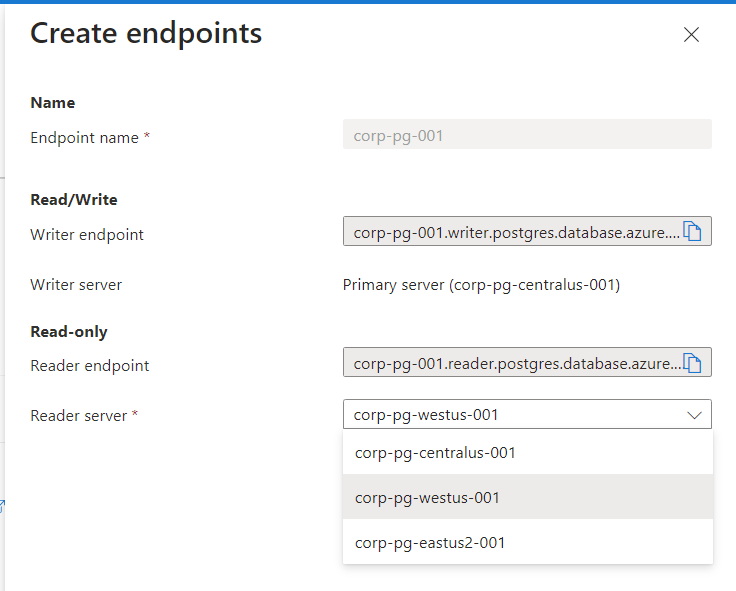 Create endpoints
Name
Endpoint name *
corp-pg-001
Read/Write
Writer endpoint
corp-pg-001.writer.postgres.database.azure....
Writer server
Primary server (corp-pg-centralus-001)
Read-only
Reader endpoint
corp-pg-001.reader.postgres.database.azure....
Reader server *
corp-pg-westus-001
corp-pg-centralus-001
corp-pg-westus-001
corp-pg-eastus2-001